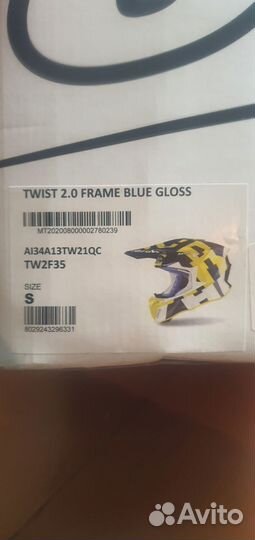 TWIST 2.0 FRAME BLUE GLOSS
MT202008000002780239
AI34A13TW21QC
TW2F35
SIZE
S
8029243296331
Avito